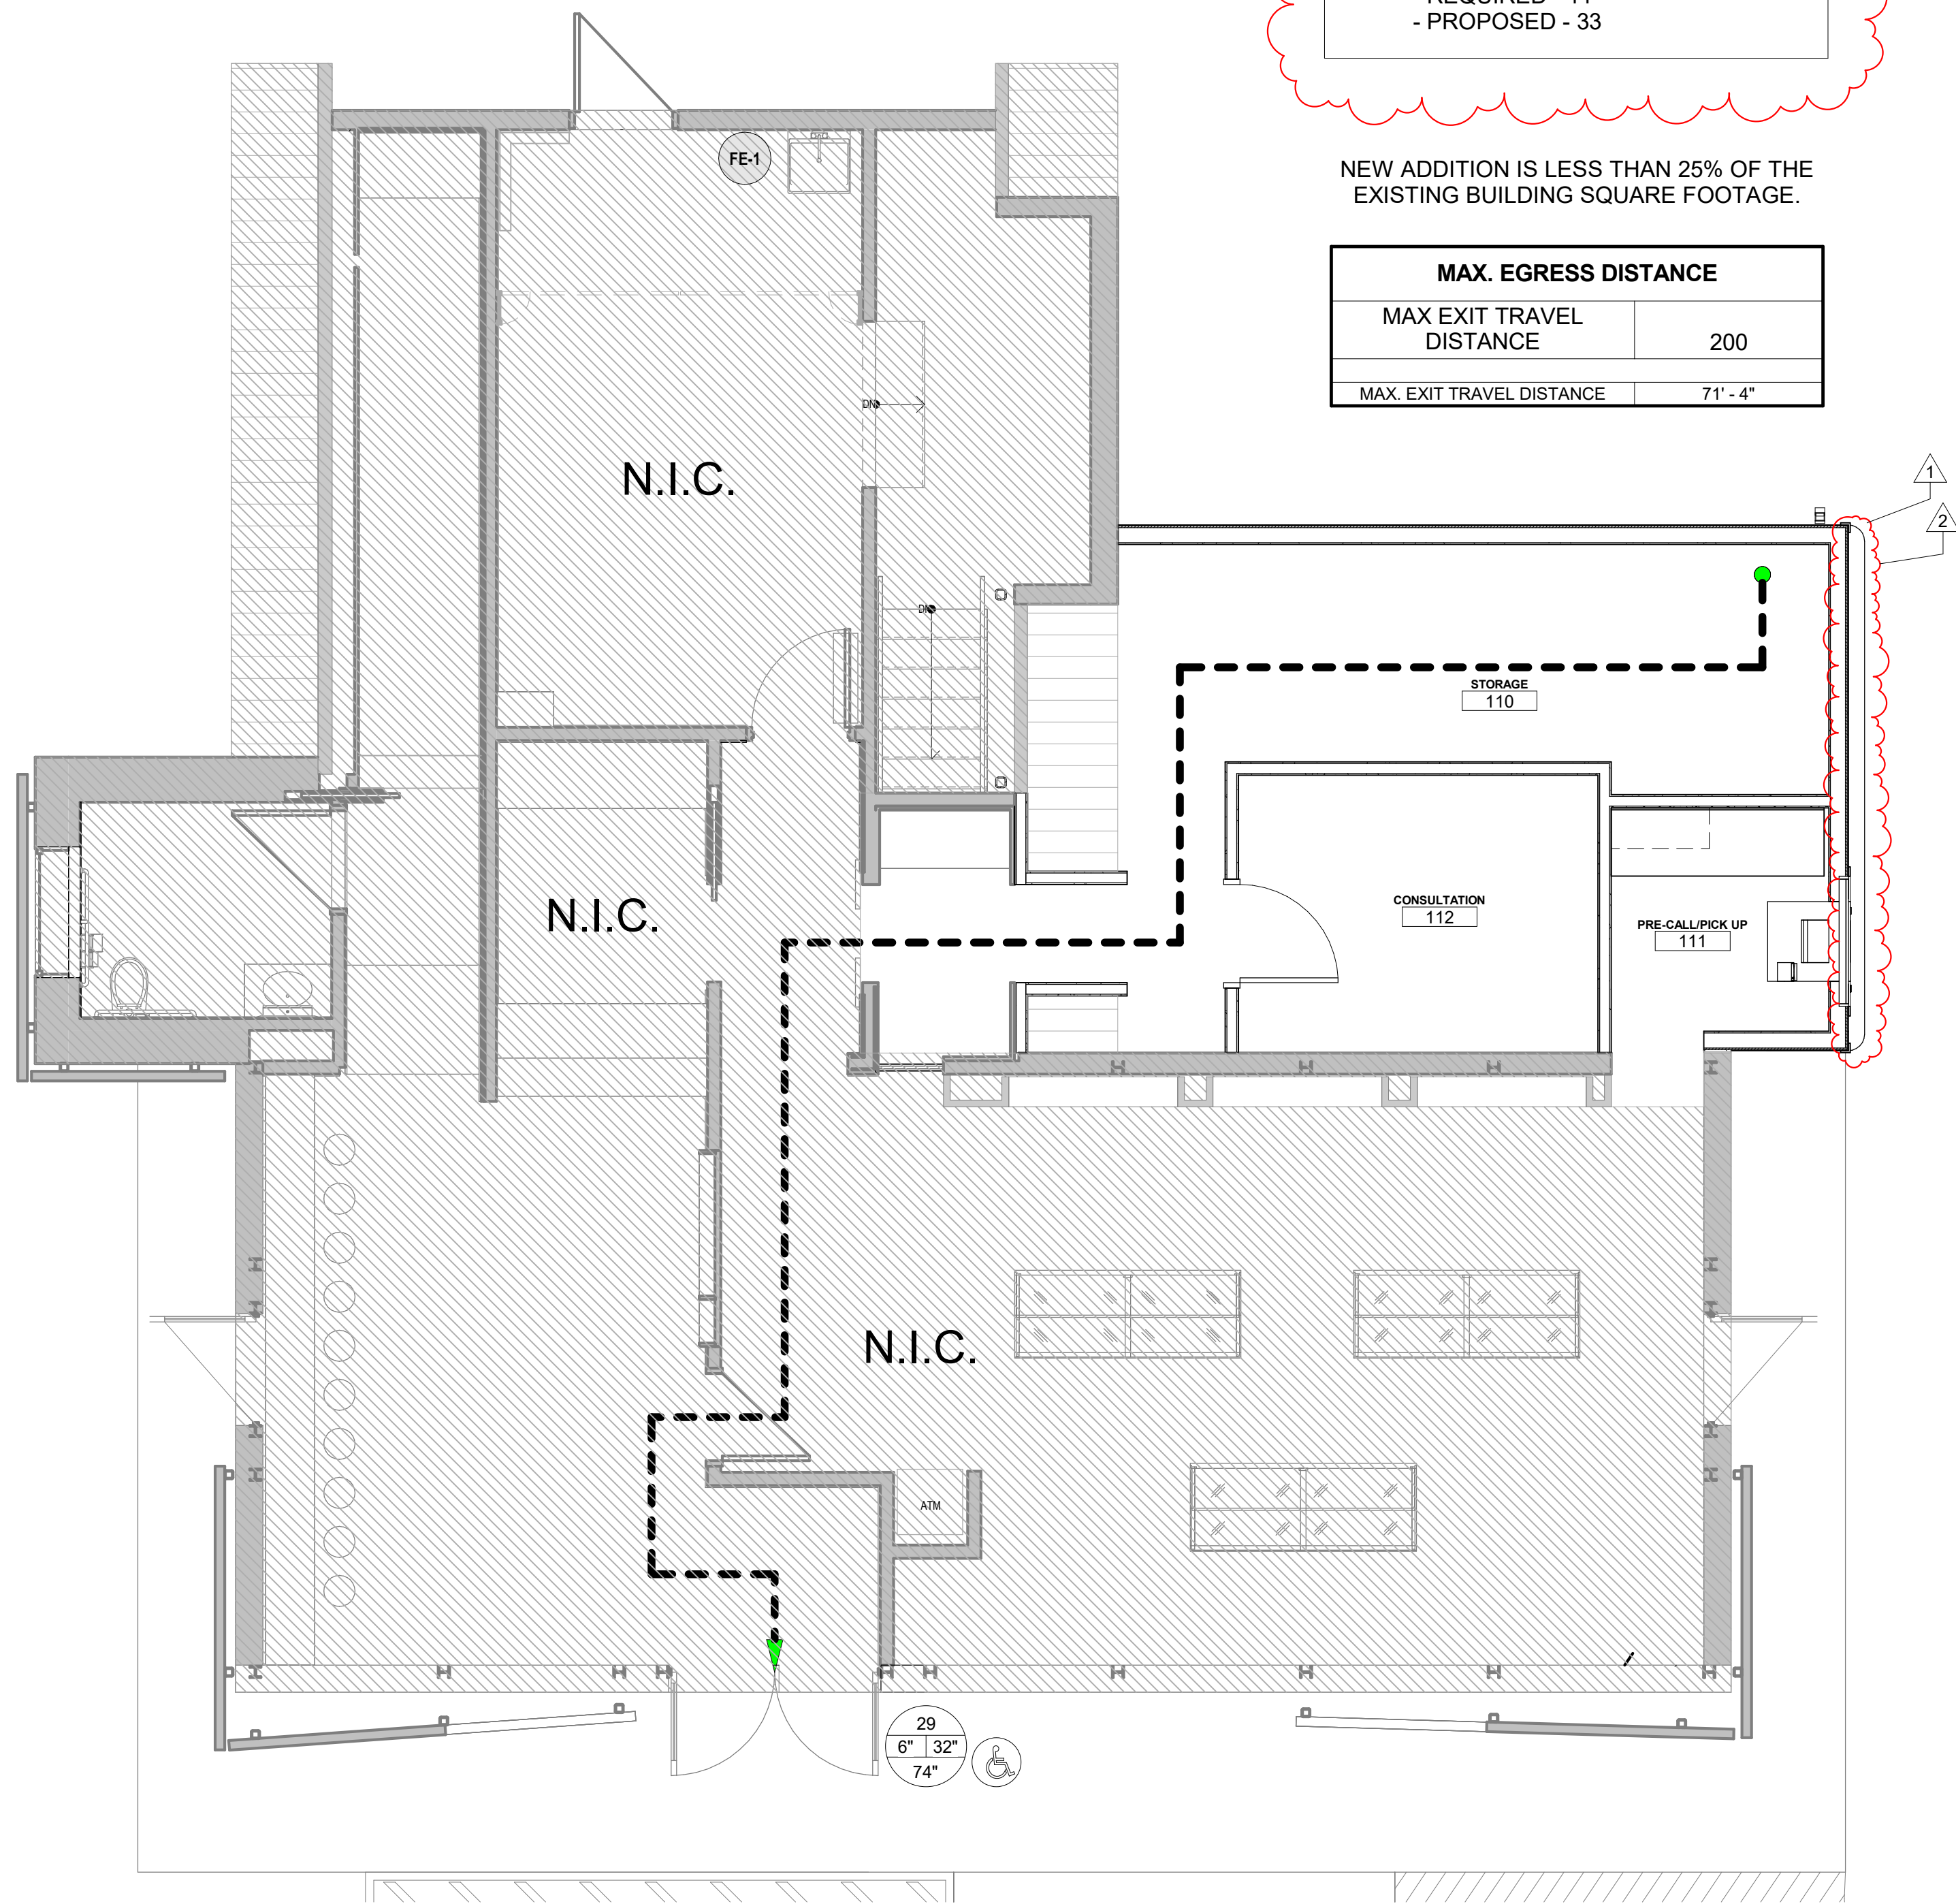 - PROPOSED - 33
NEW ADDITION IS LESS THAN 25% OF THE
EXISTING BUILDING SQUARE FOOTAGE.
MAX. EGRESS DISTANCE
MAX EXIT TRAVEL
DISTANCE
200
MAX. EXIT TRAVEL DISTANCE
71' - 4"
FE-1
DN
N.I.C.
1
2
DN
STORAGE
110
N.I.C.
CONSULTATION
112
PRE-CALL/PICK UP
111
N.I.C.
ATM
29
6" 32"
74"